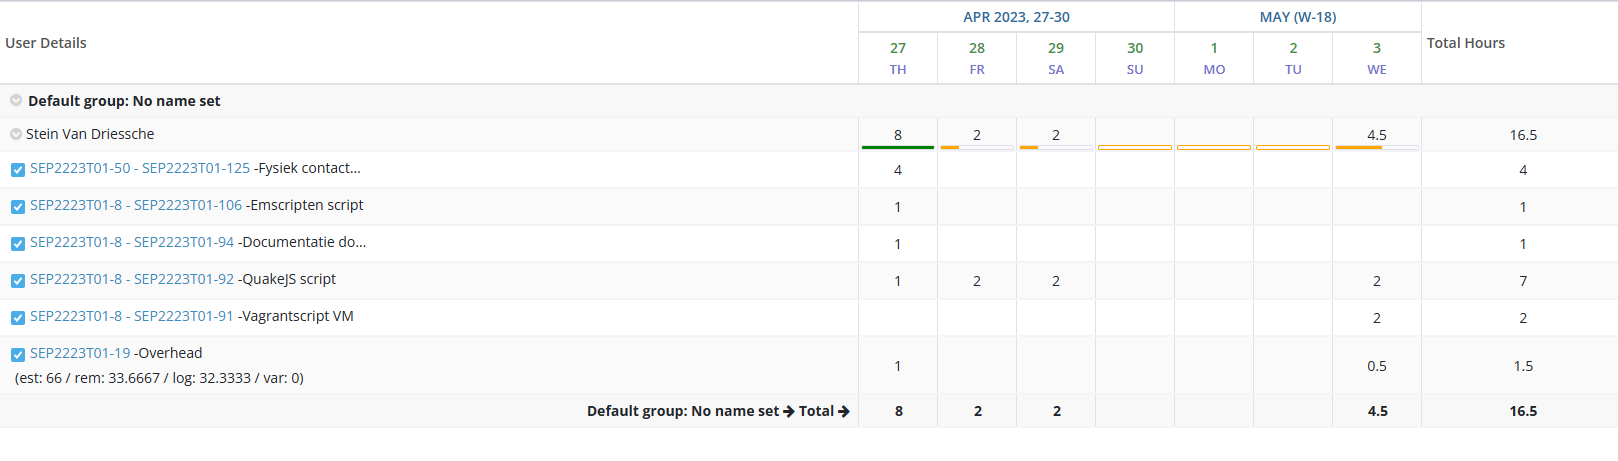 User Details APR 2023, 27-30 MAY (W-18) Total Hours
27 28 29 30 1 2 3
TH FR SA SU MO TU WE
Default group: No name set
Stein Van Driessche 8 2 2 4.5 16.5
SEP2223T01-50 - SEP2223T01-125 -Fysiek contact... 4 4
SEP2223T01-8 - SEP2223T01-106 -Emscripten script 1 1
SEP2223T01-8 - SEP2223T01-94 -Documentatie do... 1 1
SEP2223T01-8 - SEP2223T01-92 -QuakeJS script 1 2 2 2 7
SEP2223T01-8 - SEP2223T01-91 -Vagrantscript VM 2 2
SEP2223T01-19 -Overhead 1 0.5 1.5
(est: 66 / rem: 33.6667 / log: 32.3333 / var: 0)
Default group: No name set → Total → 8 2 2 4.5 16.5